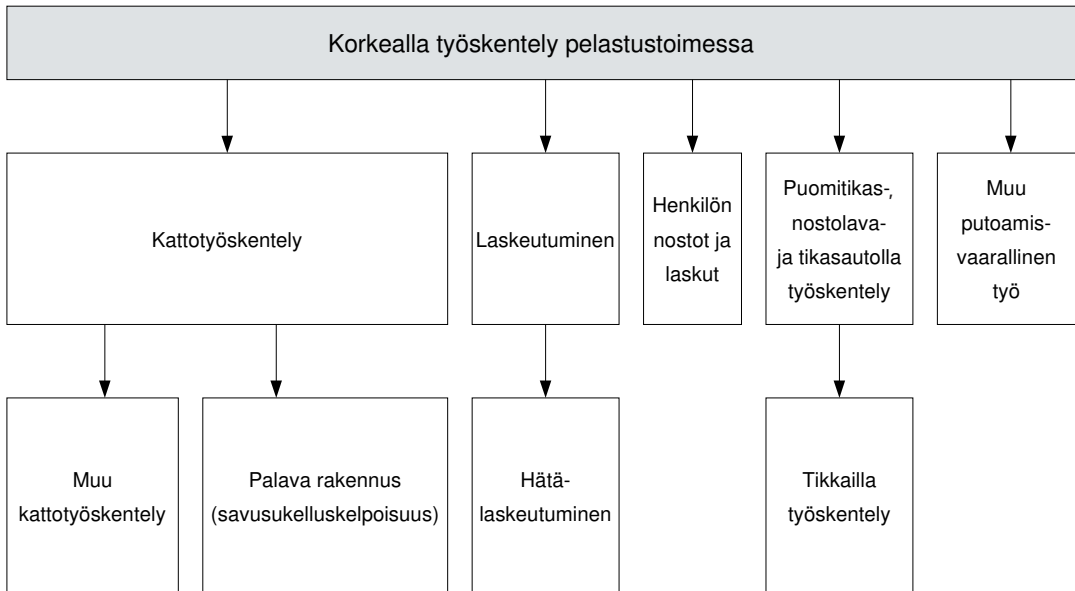 Korkealla työskentely pelastustoimessa
Kattotyöskentely
Laskeutuminen
Henkilön
nostot ja
laskut
Puomitikas-,
nostolava-
ja tikasautolla
työskentely
Muu
putoamis-
vaarallinen
työ
Muu
kattotyöskentely
Palava rakennus
(savusukelluskelpoisuus)
Hätä-
laskeutuminen
Tikkailla
työskentely